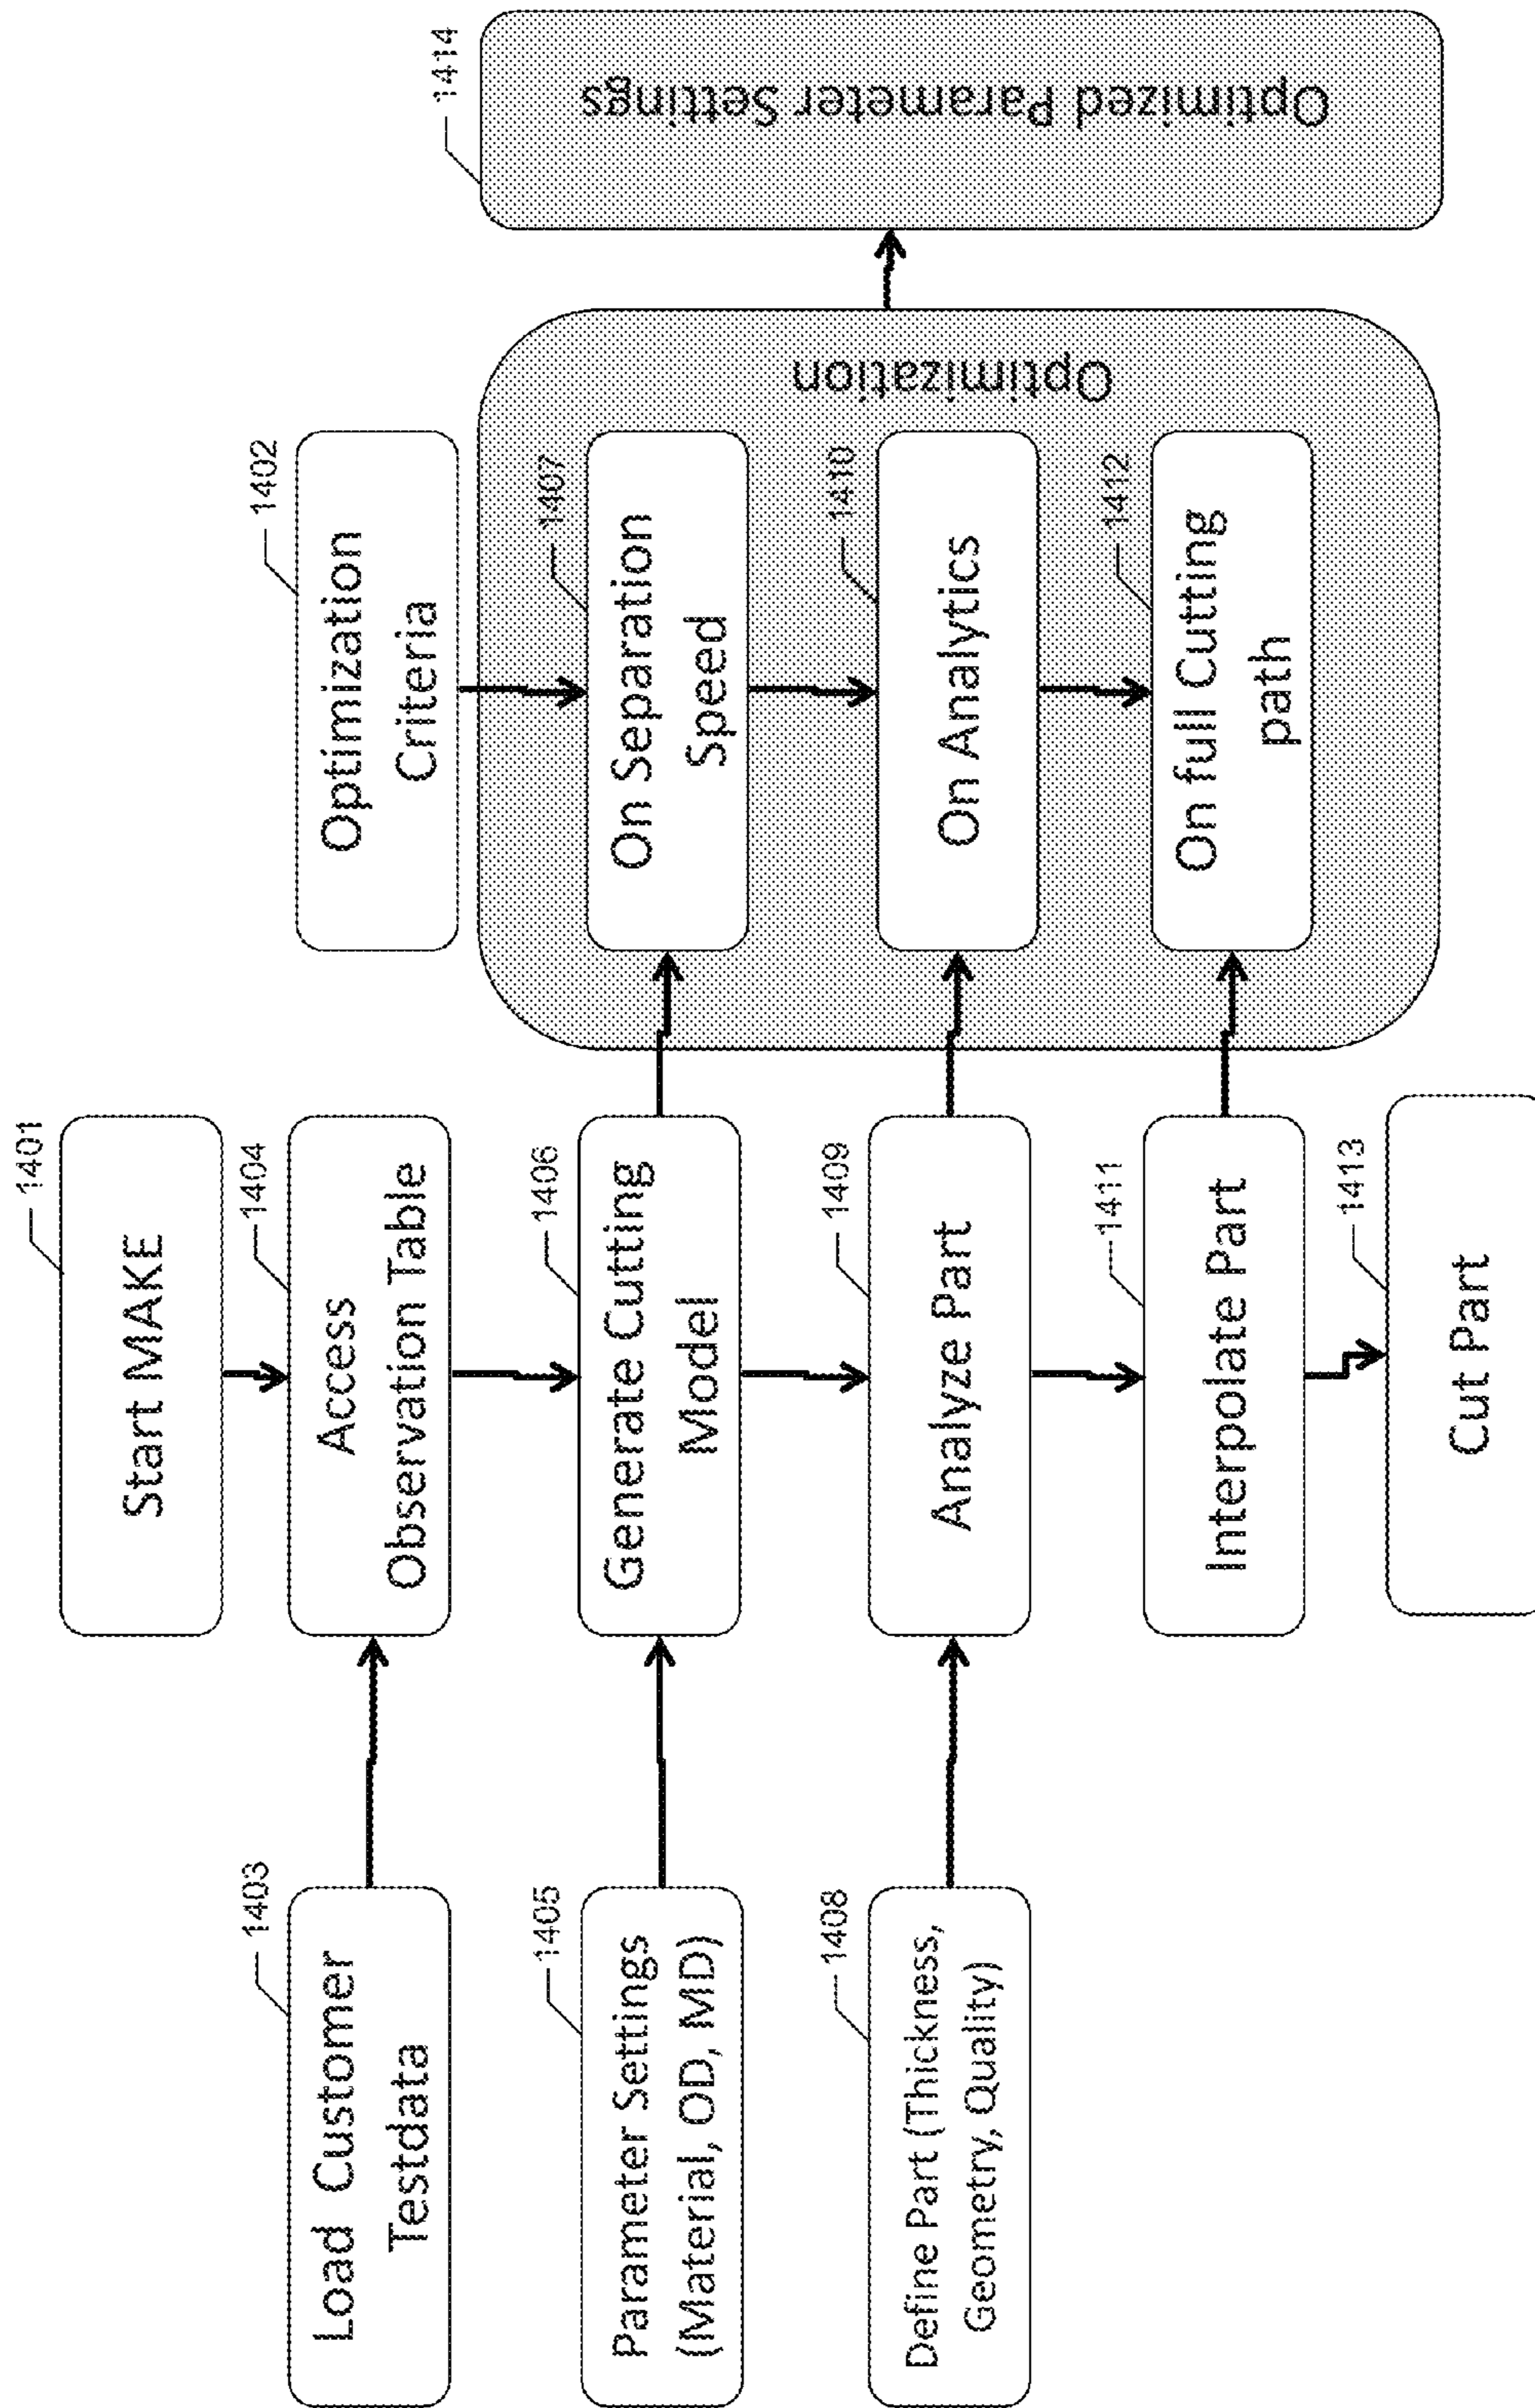 1401
Start MAKE
1402
Optimization
Criteria
1403
Load Customer
Testdata
1404
Access
Observation Table
1405
Parameter Settings
(Material, OD, MD)
1406
Generate Cutting
Model
1407
On Separation
Speed
1408
Define Part (Thickness,
Geometry, Quality)
1409
Analyze Part
1410
On Analytics
1411
Interpolate Part
1412
On full Cutting
path
Optimization
1413
Cut Part
1414
Optimized Parameter Settings